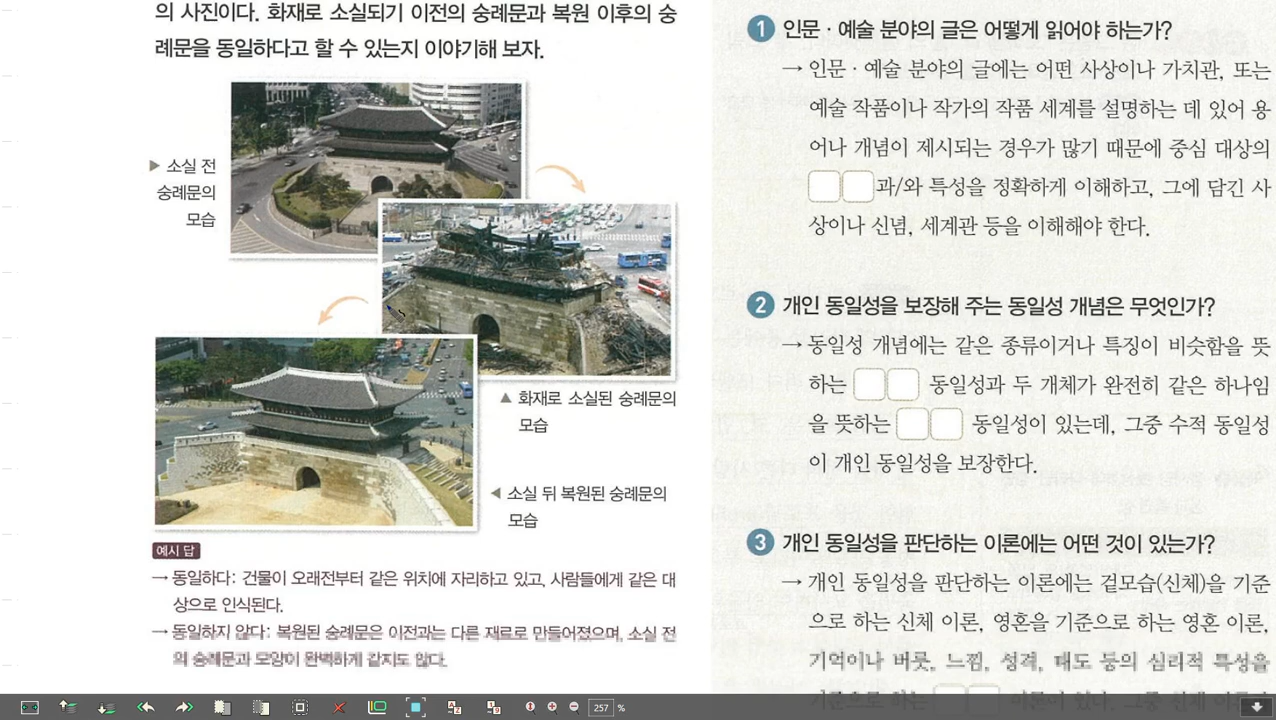 의 사진이다. 화재로 소실되기 이전의 숭례문과 복원 이후의 숭
례문을 동일하다고 할 수 있는지 이야기해 보자.
▶ 소실 전
숭례문의
모습
▲ 화재로 소실된 숭례문의
모습
◀ 소실 뒤 복원된 숭례문의
모습
예시 답
→ 동일하다: 건물이 오래전부터 같은 위치에 자리하고 있고, 사람들에게 같은 대
상으로 인식된다.
→ 동일하지 않다: 복원된 숭례문은 이전과는 다른 재료로 만들어졌으며, 소실 전
의 숭례문과 모양이 완벽하게 같지도 않다.
1 인문·예술 분야의 글은 어떻게 읽어야 하는가?
→ 인문·예술 분야의 글에는 어떤 사상이나 가치관, 또는
예술 작품이나 작가의 작품 세계를 설명하는 데 있어 용
어나 개념이 제시되는 경우가 많기 때문에 중심 대상의
과/와 특성을 정확하게 이해하고, 그에 담긴 사
상이나 신념, 세계관 등을 이해해야 한다.
2 개인 동일성을 보장해 주는 동일성 개념은 무엇인가?
→ 동일성 개념에는 같은 종류이거나 특징이 비슷함을 뜻
하는 동일성과 두 개체가 완전히 같은 하나임
을 뜻하는 동일성이 있는데, 그중 수적 동일성
이 개인 동일성을 보장한다.
3 개인 동일성을 판단하는 이론에는 어떤 것이 있는가?
→ 개인 동일성을 판단하는 이론에는 겉모습(신체)을 기준
으로 하는 신체 이론, 영혼을 기준으로 하는 영혼 이론,
기억이나 버릇, 느낌, 성격, 태도 등의 심리적 특성을
기준으로 하는 이론이 있다. 그중 신체 이론
257 %